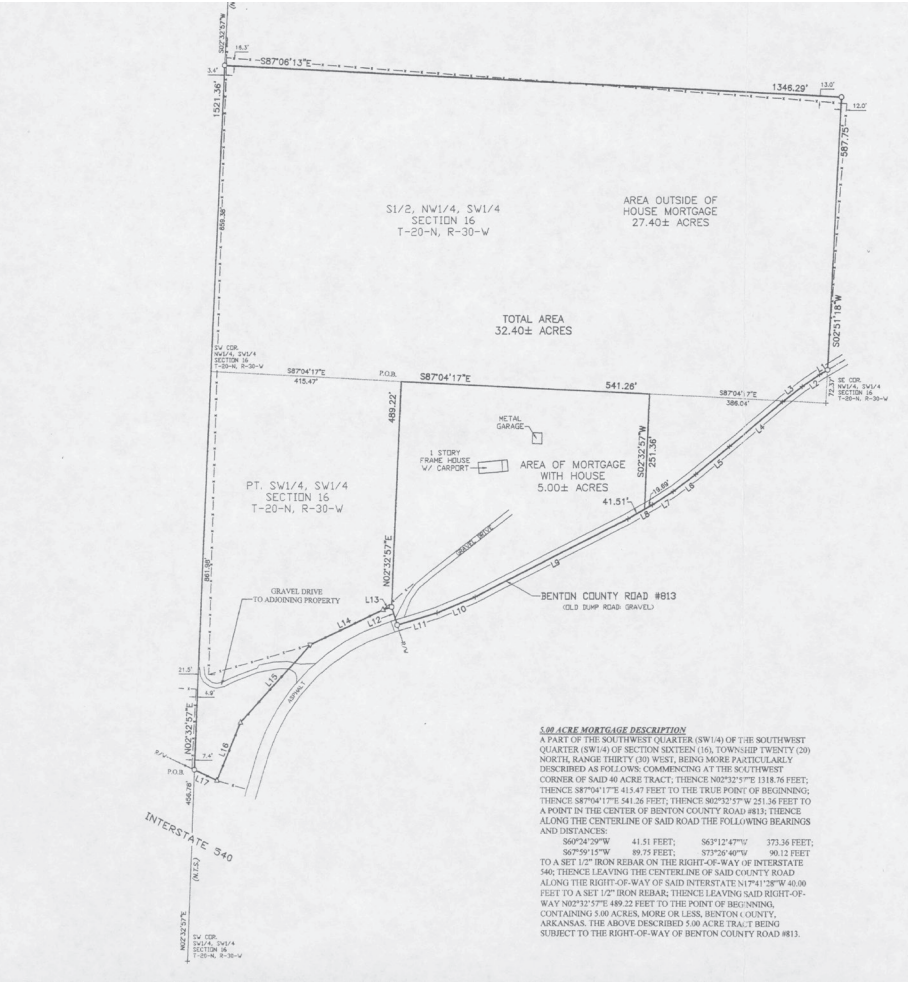 S02°32'57"W
16.3'
S87°06'13"E
3.4'
1346.29'
13.0'
12.0'
1521.36'
587.75'
659.38'
S1/2, NW1/4, SW1/4
SECTION 16
T-20-N, R-30-W
AREA OUTSIDE OF
HOUSE MORTGAGE
27.40± ACRES
TOTAL AREA
32.40± ACRES
S02°51'18"W
SW COR.
NW1/4, SW1/4
SECTION 16
T-20-N, R-30-W
S87°04'17"E
415.47'
P.O.B.
S87°04'17"E
541.26'
S87°04'17"E
388.04'
L1
L2
L3
72.37'
SE COR.
NW1/4, SW1/4
SECTION 16
T-20-N, R-30-W
489.22'
METAL
GARAGE
1 STORY
FRAME HOUSE
W/ CARPORT
AREA OF MORTGAGE
WITH HOUSE
5.00± ACRES
S02°32'57"W
251.36'
L4
L5
L6
19.69'
L7
41.51'
L8
PT. SW1/4, SW1/4
SECTION 16
T-20-N, R-30-W
661.98'
N02°32'57"E
GRAVEL DRIVE
L9
GRAVEL DRIVE
TO ADJOINING PROPERTY
BENTON COUNTY ROAD #813
(OLD DUMP ROAD: GRAVEL)
L13
L12
L14
L11
L10
R/W
21.5'
4.9'
L15
ASPHALT
N02°32'57"E
L16
R/W
7.4'
P.O.B.
L17
456.78'
INTERSTATE 540
(N.T.S.)
N02°32'57"E
SW COR.
SW1/4, SW1/4
SECTION 16
T-20-N, R-30-W
5.00 ACRE MORTGAGE DESCRIPTION
A PART OF THE SOUTHWEST QUARTER (SW1/4) OF THE SOUTHWEST
QUARTER (SW1/4) OF SECTION SIXTEEN (16), TOWNSHIP TWENTY (20)
NORTH, RANGE THIRTY (30) WEST, BEING MORE PARTICULARLY
DESCRIBED AS FOLLOWS: COMMENCING AT THE SOUTHWEST
CORNER OF SAID 40 ACRE TRACT; THENCE N02°32'57"E 1318.76 FEET;
THENCE S87°04'17"E 415.47 FEET TO THE TRUE POINT OF BEGINNING;
THENCE S87°04'17"E 541.26 FEET; THENCE S02°32'57"W 251.36 FEET TO
A POINT IN THE CENTER OF BENTON COUNTY ROAD #813; THENCE
ALONG THE CENTERLINE OF SAID ROAD THE FOLLOWING BEARINGS
AND DISTANCES:
S60°24'29"W 41.51 FEET; S63°12'47"W 373.36 FEET;
S67°59'15"W 89.75 FEET; S73°26'40"W 90.12 FEET
TO A SET 1/2" IRON REBAR ON THE RIGHT-OF-WAY OF INTERSTATE
540; THENCE LEAVING THE CENTERLINE OF SAID COUNTY ROAD
ALONG THE RIGHT-OF-WAY OF SAID INTERSTATE N17°41'28"W 40.00
FEET TO A SET 1/2" IRON REBAR; THENCE LEAVING SAID RIGHT-OF-
WAY N02°32'57"E 489.22 FEET TO THE POINT OF BEGINNING,
CONTAINING 5.00 ACRES, MORE OR LESS, BENTON COUNTY,
ARKANSAS. THE ABOVE DESCRIBED 5.00 ACRE TRACT BEING
SUBJECT TO THE RIGHT-OF-WAY OF BENTON COUNTY ROAD #813.